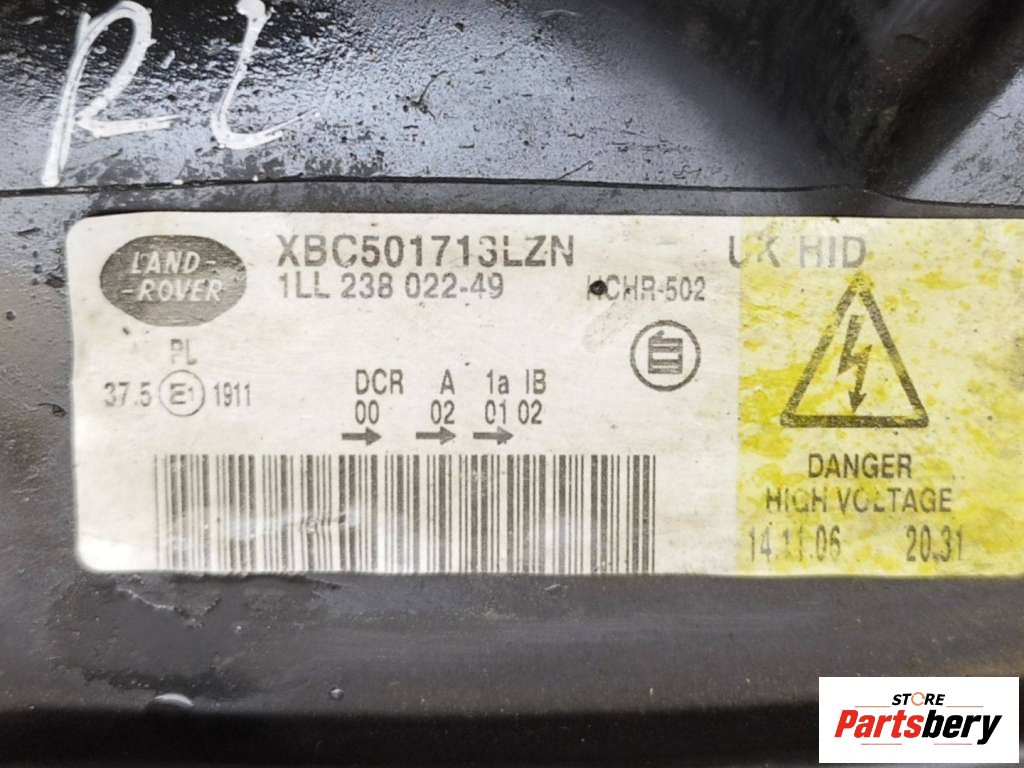 RL
LAND-
-ROVER
XBC501713LZN
UK HID
1LL 238 022-49
HCHR-502
PL
37.5 E1 1911
DCR A 1a IB
00 02 01 02
DANGER
HIGH VOLTAGE
14.11.06 20.31
STORE
Partsbery